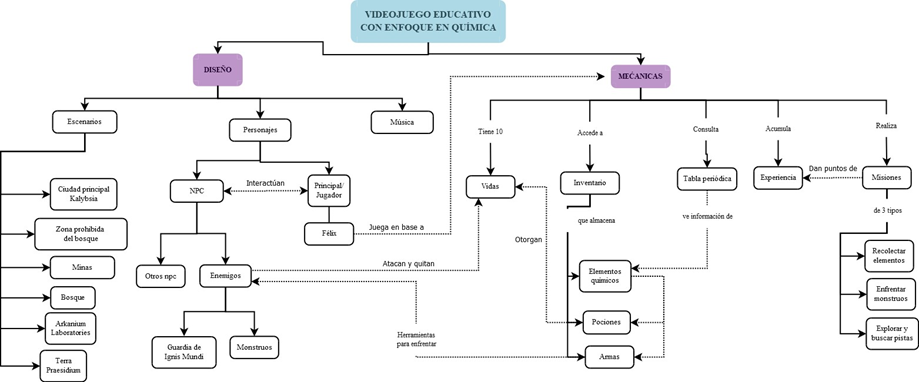 VIDEOJUEGO EDUCATIVO
CON ENFOQUE EN QUÍMICA
DISEÑO
MECÁNICAS
Escenarios
Personajes
Música
Tiene 10
Accede a
Consulta
Acumula
Realiza
NPC
Interactúan
Principal/
Jugador
Vidas
Inventario
Tabla periódica
Experiencia
Dan puntos de
Misiones
Ciudad principal
Kalybsia
Zona prohibida
del bosque
Minas
Bosque
Arkanium
Laboratories
Terra
Praesidium
Félix
Juega en base a
que almacena
ve información de
de 3 tipos
Otorgan
Otros npc
Enemigos
Atacan y quitan
Elementos
químicos
Recolectar
elementos
Enfrentar
monstruos
Explorar y
buscar pistas
Pociones
Armas
Guardia de
Ignis Mundi
Monstruos
Herramientas
para enfrentar